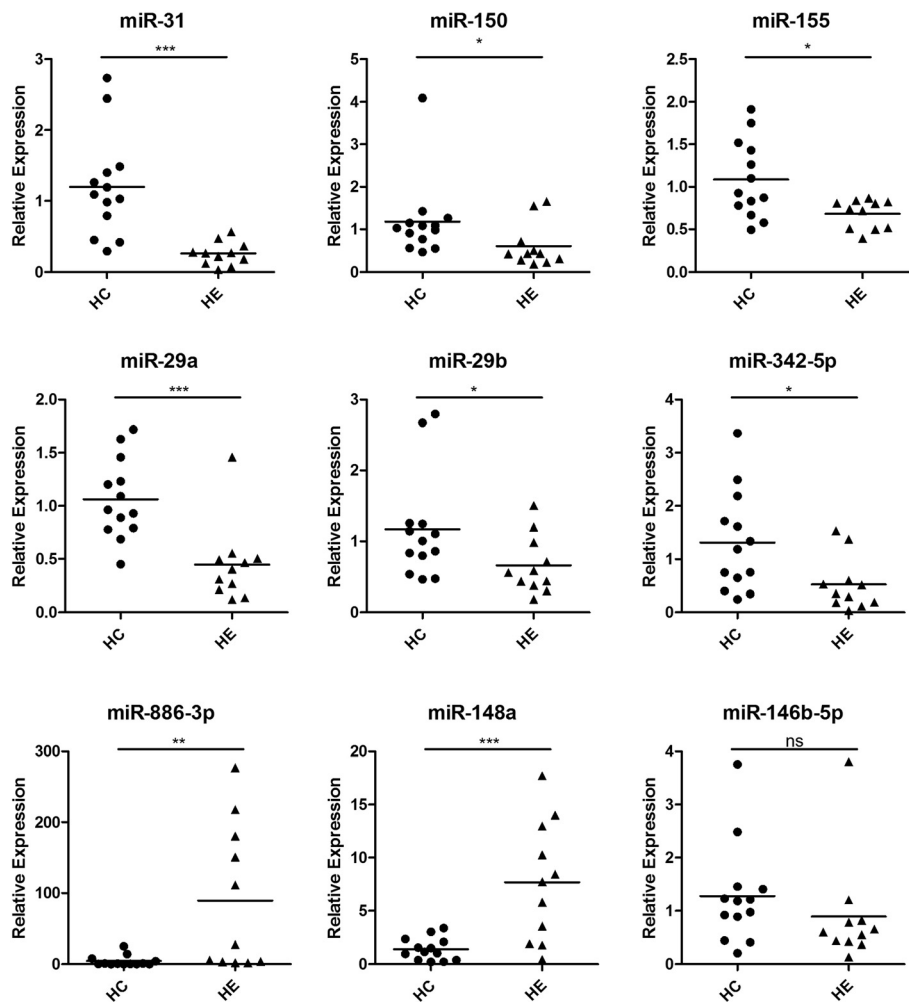 miR-31
miR-150
miR-155
***
*
*
Relative Expression
3
2
1
0
HC
HE
Relative Expression
5
4
3
2
1
0
HC
HE
Relative Expression
2.5
2.0
1.5
1.0
0.5
0.0
HC
HE
miR-29a
miR-29b
miR-342-5p
***
*
*
Relative Expression
2.0
1.5
1.0
0.5
0.0
HC
HE
Relative Expression
3
2
1
0
HC
HE
Relative Expression
4
3
2
1
0
HC
HE
miR-886-3p
miR-148a
miR-146b-5p
**
***
ns
Relative Expression
300
200
100
0
HC
HE
Relative Expression
20
15
10
5
0
HC
HE
Relative Expression
4
3
2
1
0
HC
HE